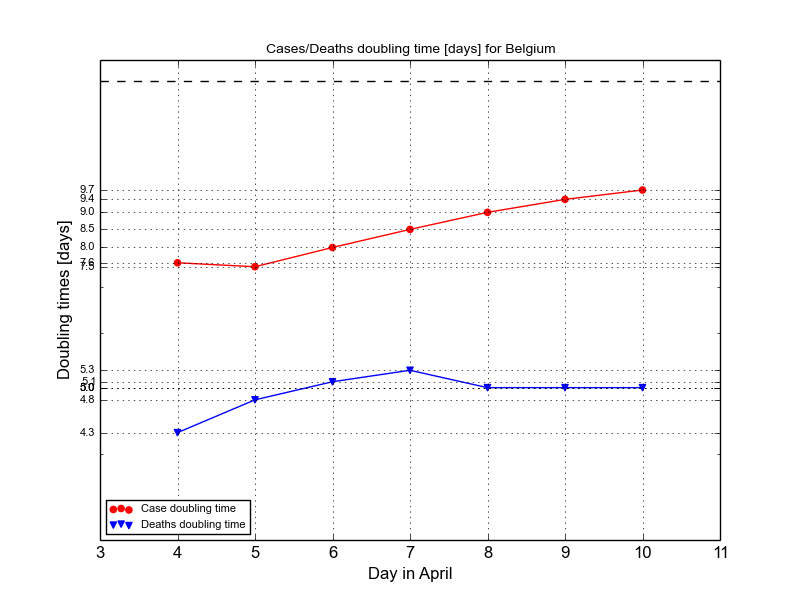 Cases/Deaths doubling time [days] for Belgium
Doubling times [days]
9.7
9.4
9.0
8.5
8.0
7.6
7.5
5.3
5.1
5.0
4.8
4.3
Case doubling time
Deaths doubling time
3 4 5 6 7 8 9 10 11
Day in April